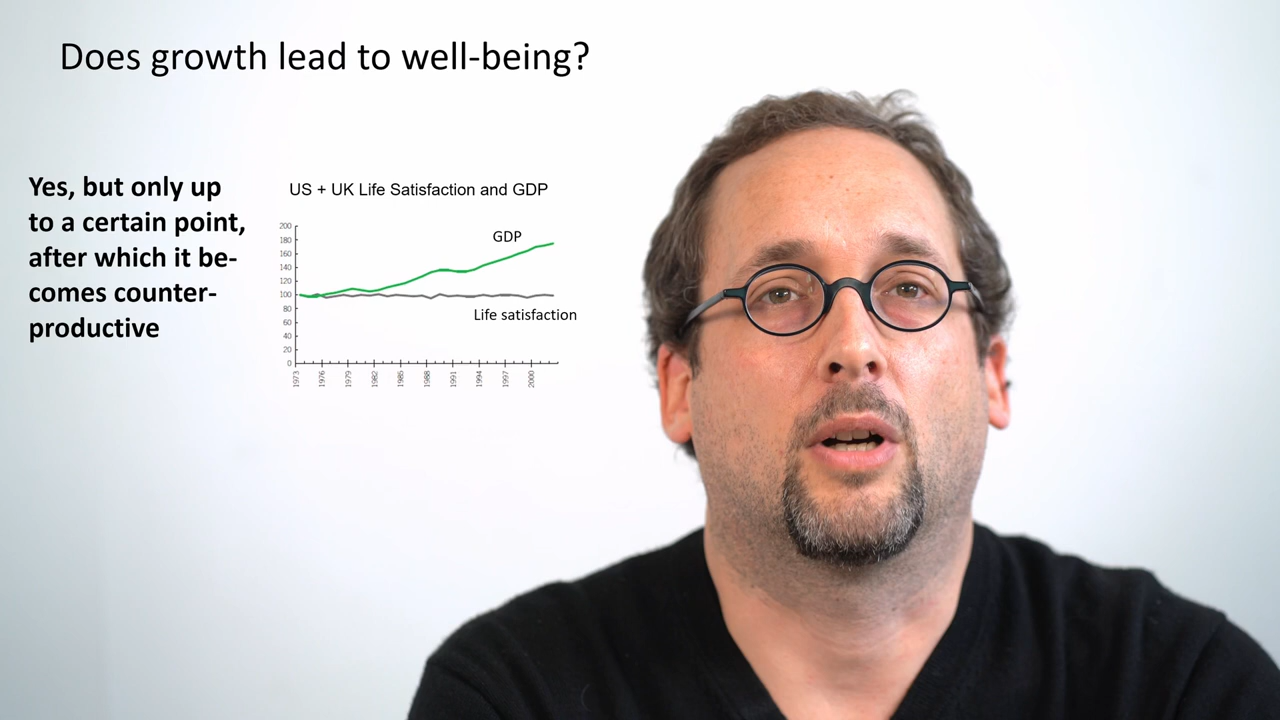 Does growth lead to well-being?
Yes, but only up
to a certain point,
after which it be-
comes counter-
productive
US + UK Life Satisfaction and GDP
200
180
160
140
120
100
80
60
40
20
0
GDP
Life satisfaction
1973
1976
1979
1982
1985
1988
1991
1994
1997
2000